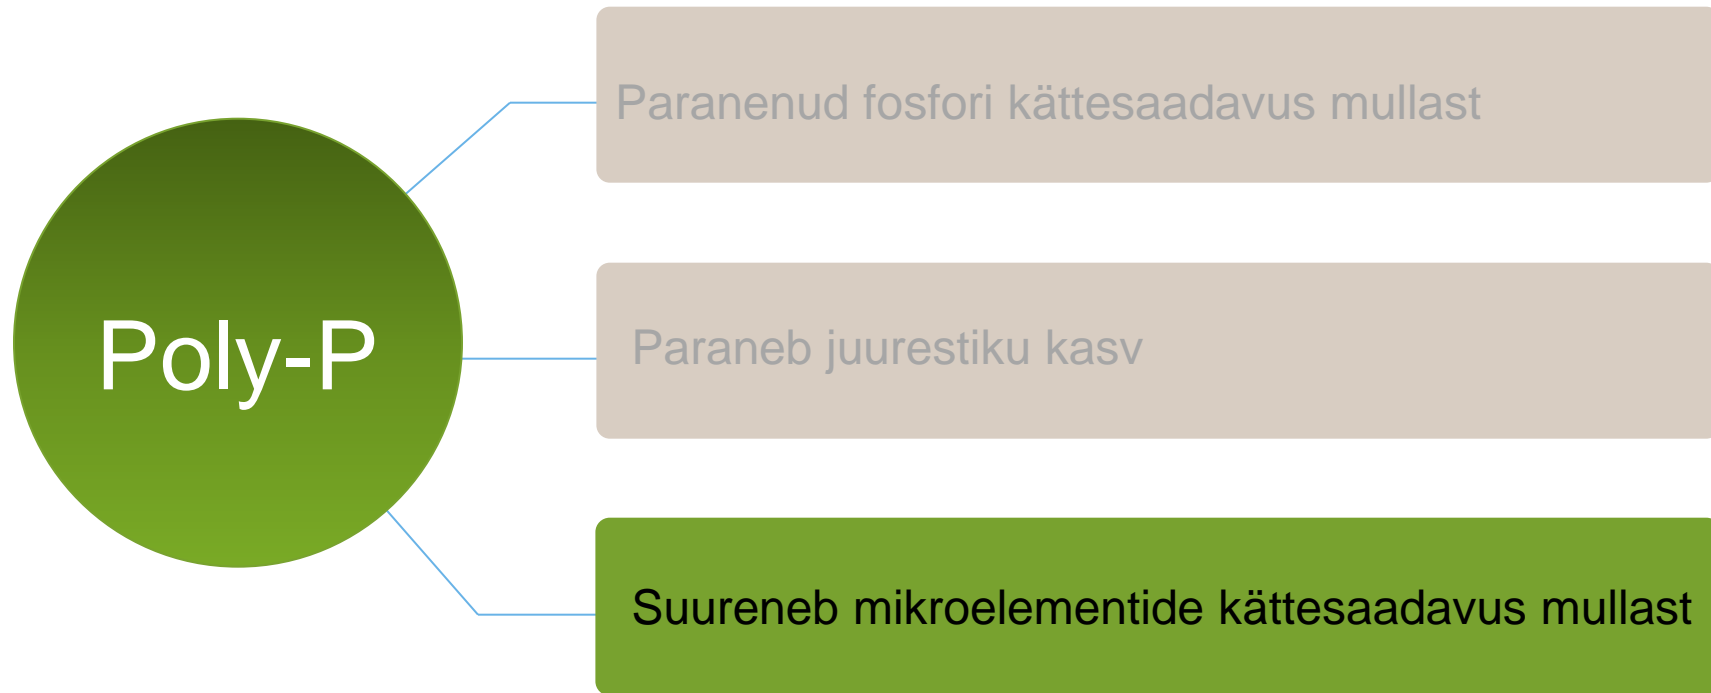 Poly-P
Paranenud fosfori kättesaadavus mullast
Paraneb juurestiku kasv
Suureneb mikroelementide kättesaadavus mullast